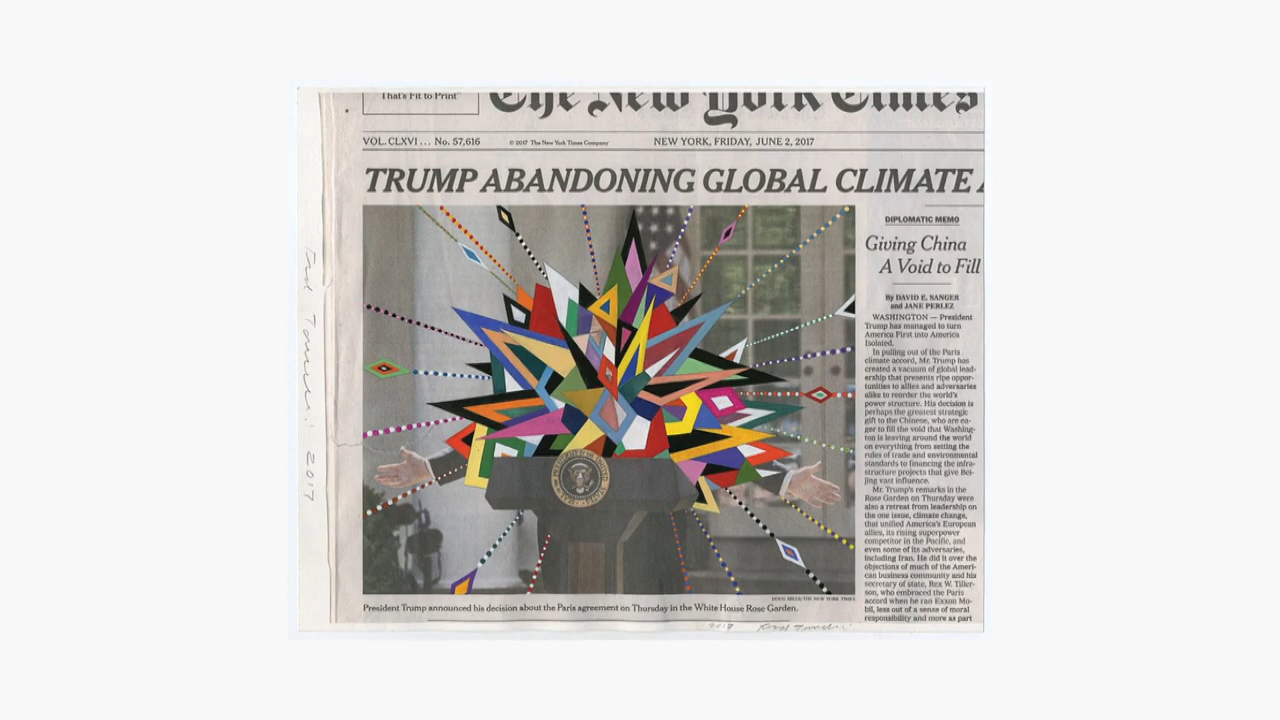 That's Fit to Print"
The New York Times
VOL. CLXVI . . . No. 57,616
© 2017 The New York Times Company
NEW YORK, FRIDAY, JUNE 2, 2017
TRUMP ABANDONING GLOBAL CLIMATE
DIPLOMATIC MEMO
Giving China
A Void to Fill
By DAVID E. SANGER
and JANE PERLEZ
WASHINGTON — President
Trump has managed to turn
America First into America
Isolated.
In pulling out of the Paris
climate accord, Mr. Trump has
created a vacuum of global lead-
ership that presents ripe oppor-
tunities to allies and adversaries
alike to reorder the world's
power structure. His decision is
perhaps the greatest strategic
gift to the Chinese, who are ea-
ger to fill the void that Washing-
ton is leaving around the world
on everything from setting the
rules of trade and environmental
standards to financing the infra-
structure projects that give Bei-
jing vast influence.
Mr. Trump's remarks in the
Rose Garden on Thursday were
also a retreat from leadership on
the one issue, climate change,
that unified America's European
allies, its rising superpower
competitor in the Pacific, and
even some of its adversaries,
including Iran. He did it over the
objections of much of the Ameri-
can business community and his
secretary of state, Rex W. Tiller-
son, who embraced the Paris
accord when he ran Exxon Mo-
bil, less out of a sense of moral
responsibility and more as part
DOUG MILLS/THE NEW YORK TIMES
President Trump announced his decision about the Paris agreement on Thursday in the White House Rose Garden.
2017
2017